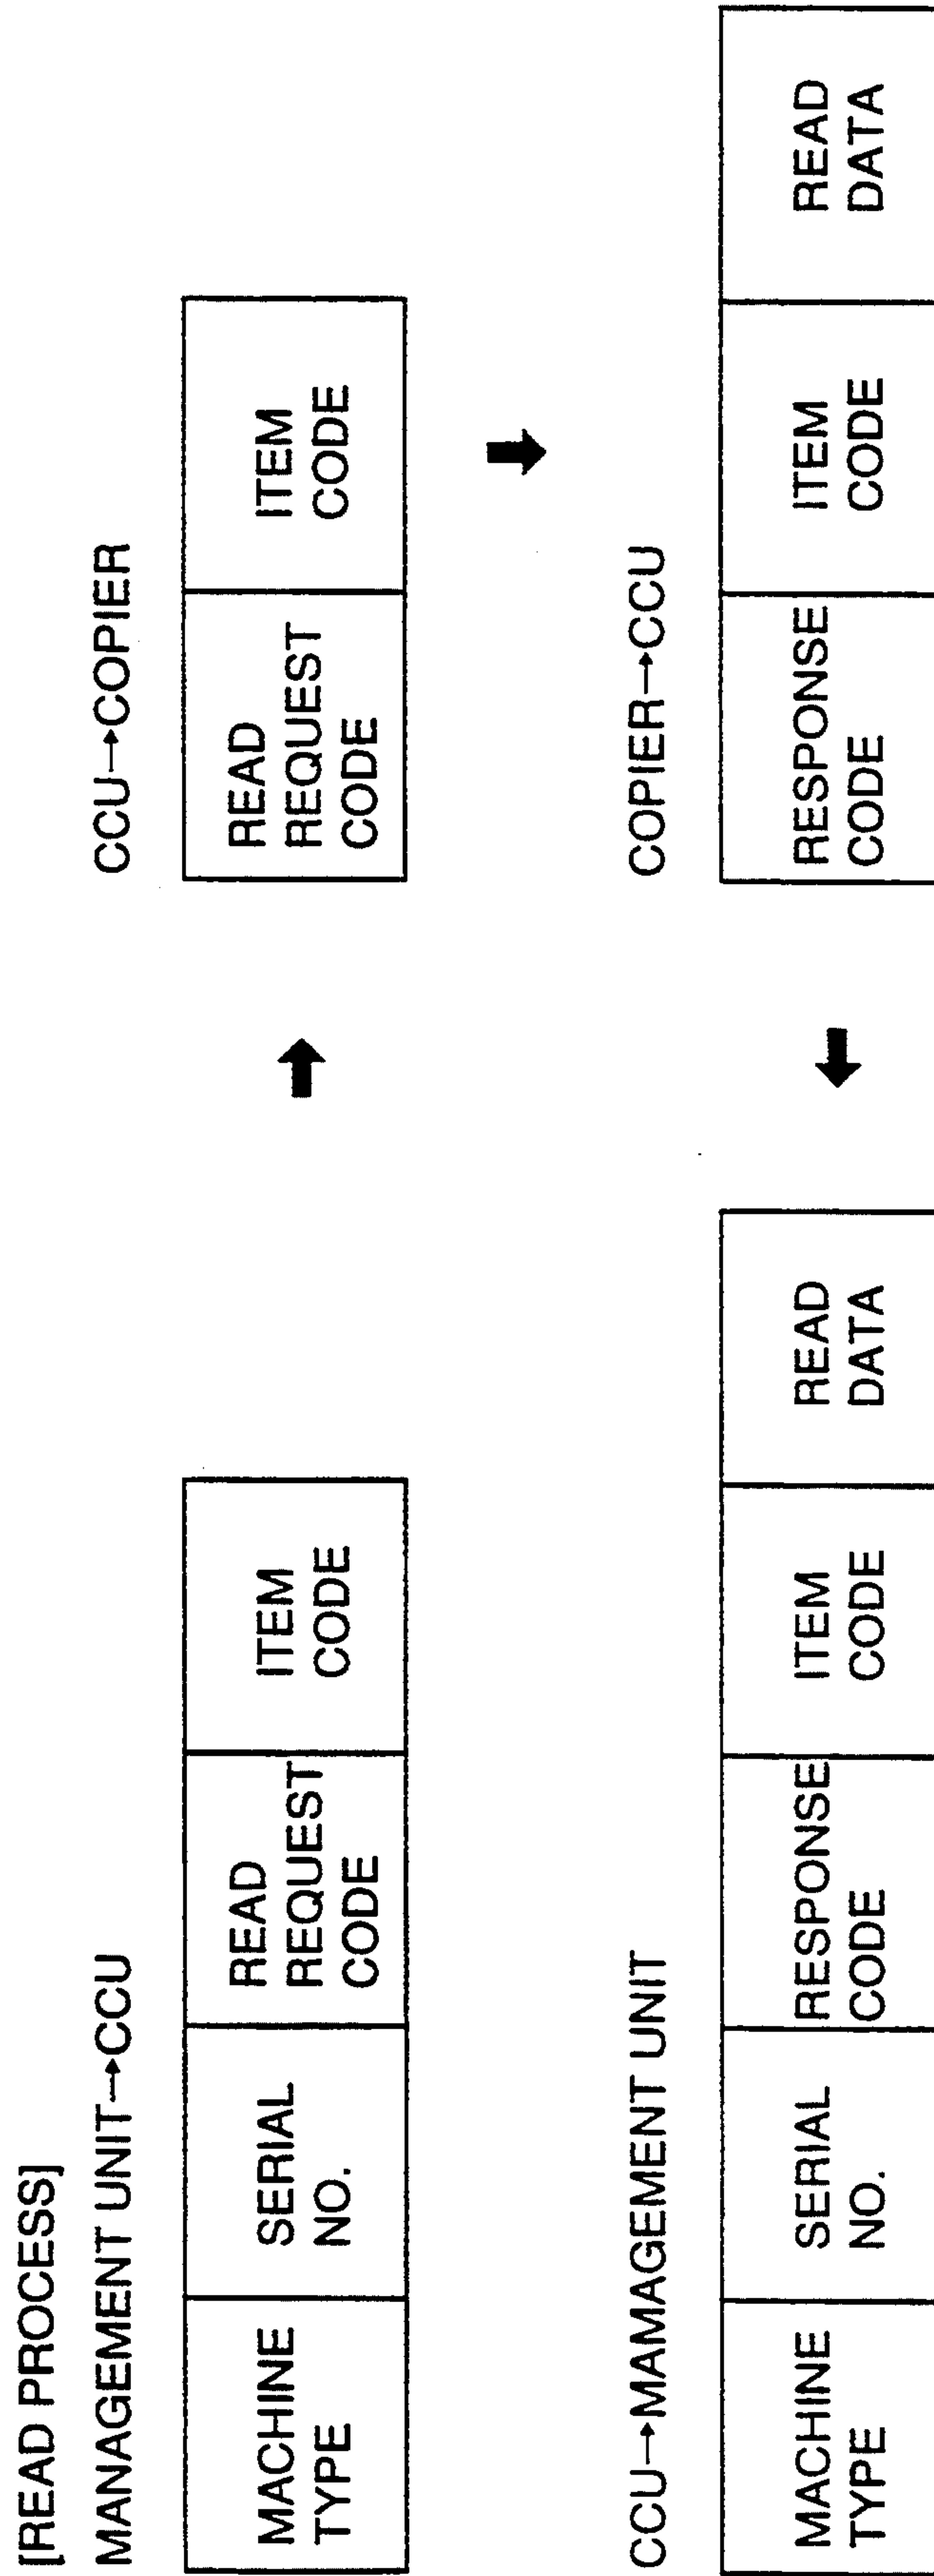 [READ PROCESS]
MANAGEMENT UNIT→CCU
MACHINE
TYPE
SERIAL
NO.
READ
REQUEST
CODE
ITEM
CODE
CCU→COPIER
READ
REQUEST
CODE
ITEM
CODE
COPIER→CCU
RESPONSE
CODE
ITEM
CODE
READ
DATA
CCU→MAMAGEMENT UNIT
MACHINE
TYPE
SERIAL
NO.
RESPONSE
CODE
ITEM
CODE
READ
DATA